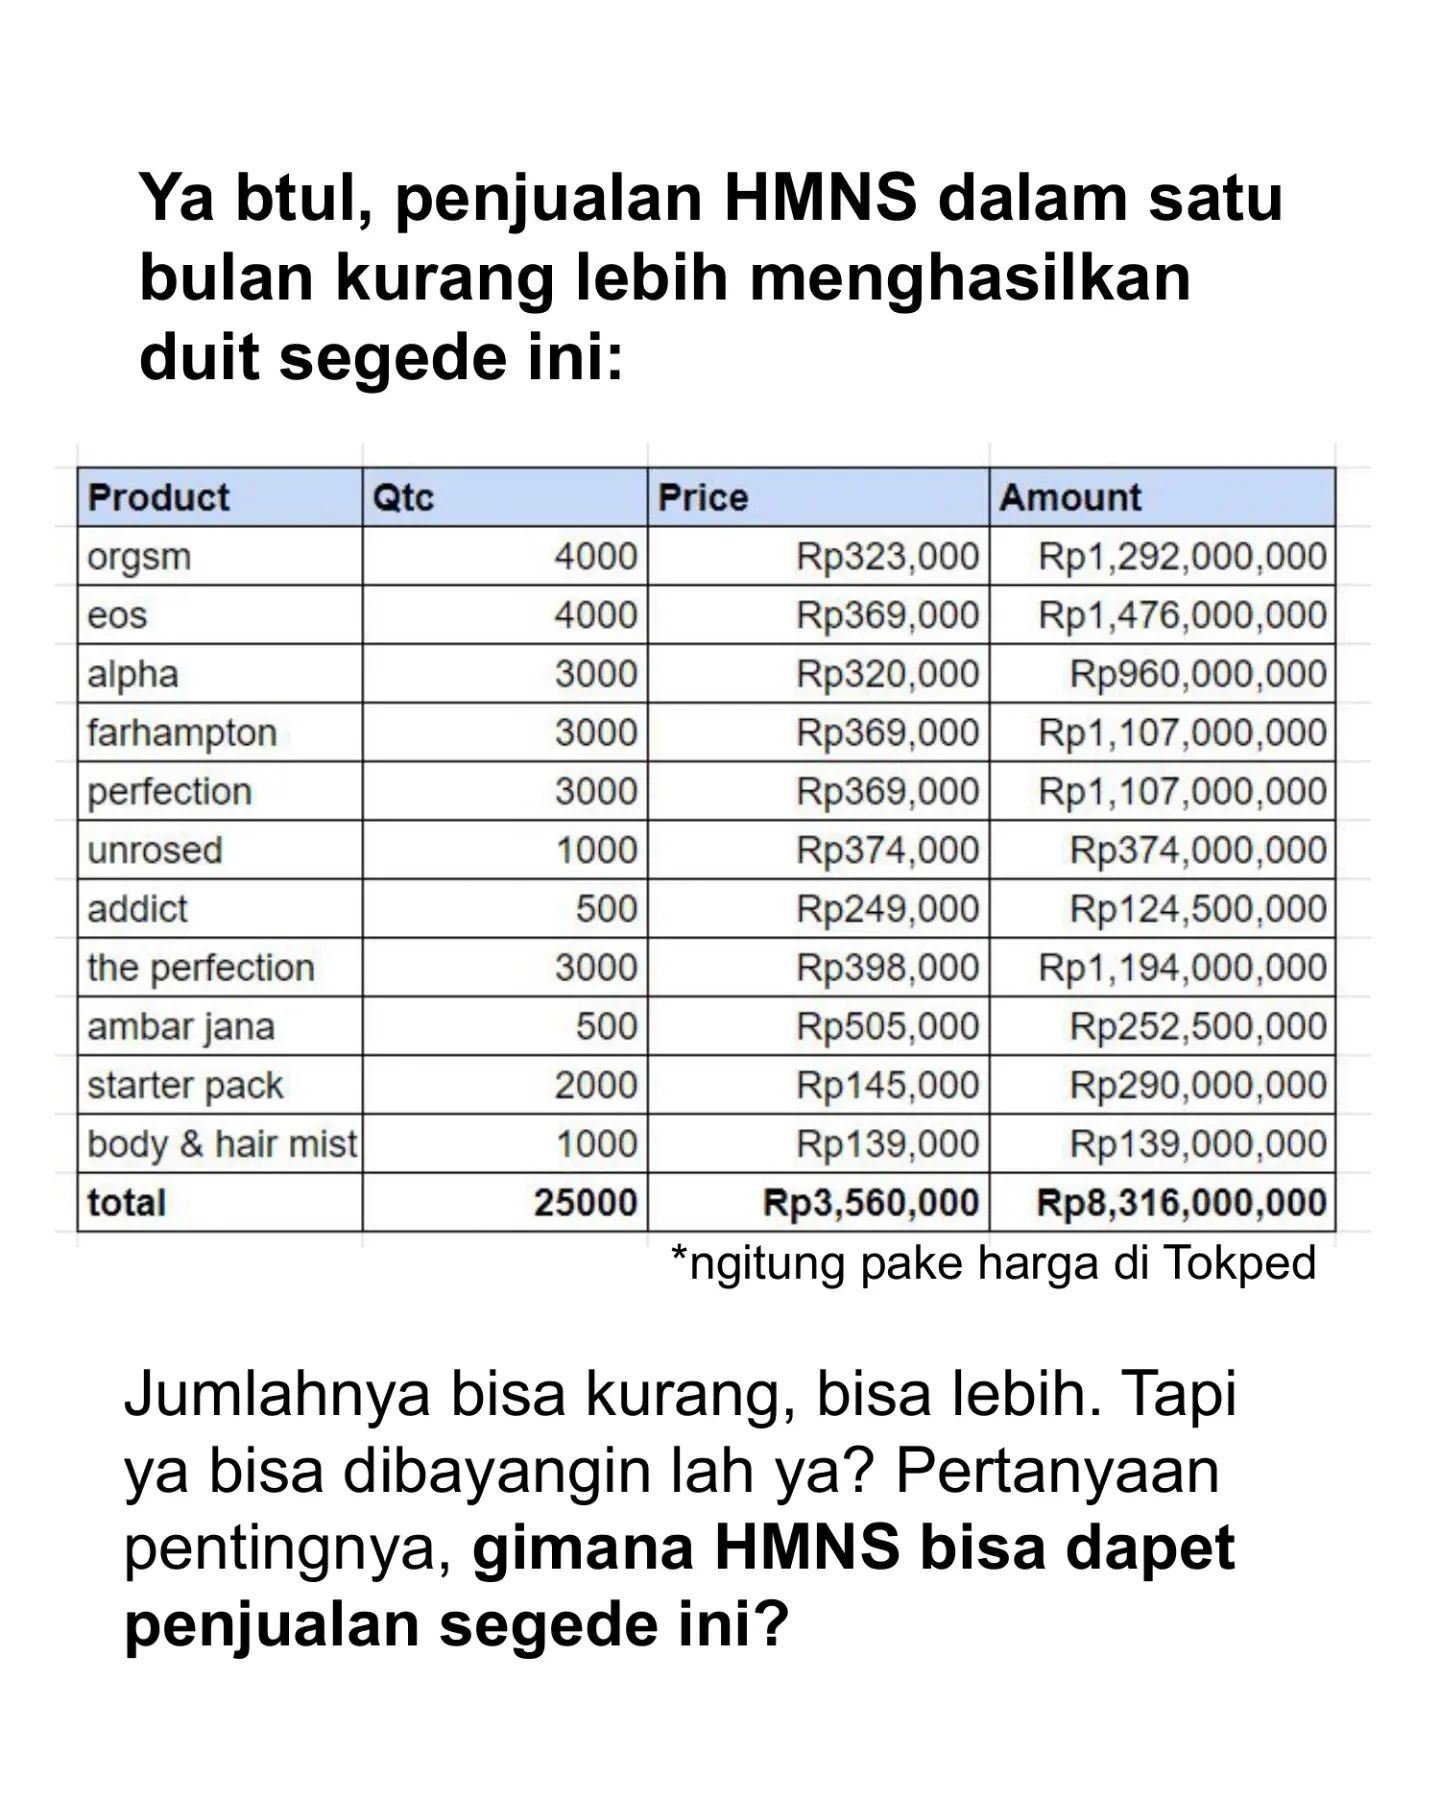 Ya btul, penjualan HMNS dalam satu
bulan kurang lebih menghasilkan
duit segede ini:
Product Qtc Price Amount
orgsm 4000 Rp323,000 Rp1,292,000,000
eos 4000 Rp369,000 Rp1,476,000,000
alpha 3000 Rp320,000 Rp960,000,000
farhampton 3000 Rp369,000 Rp1,107,000,000
perfection 3000 Rp369,000 Rp1,107,000,000
unrosed 1000 Rp374,000 Rp374,000,000
addict 500 Rp249,000 Rp124,500,000
the perfection 3000 Rp398,000 Rp1,194,000,000
ambar jana 500 Rp505,000 Rp252,500,000
starter pack 2000 Rp145,000 Rp290,000,000
body & hair mist 1000 Rp139,000 Rp139,000,000
total 25000 Rp3,560,000 Rp8,316,000,000
*ngitung pake harga di Tokped
Jumlahnya bisa kurang, bisa lebih. Tapi
ya bisa dibayangin lah ya? Pertanyaan
pentingnya, gimana HMNS bisa dapet
penjualan segede ini?